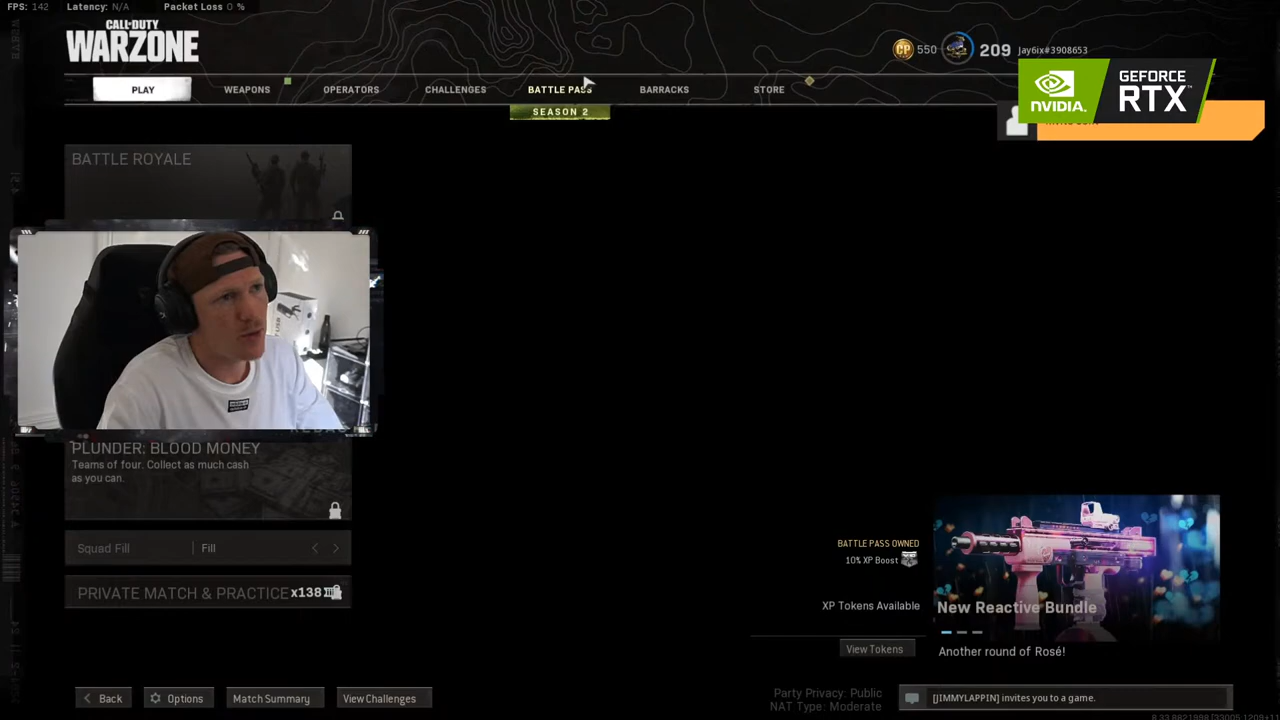 FPS: 142 Latency: N/A Packet Loss 0 %
CALL OF DUTY
WARZONE
CP 550 209 Jay6ix#3908653
NVIDIA. GEFORCE RTX™
PLAY WEAPONS OPERATORS CHALLENGES BATTLE PASS BARRACKS STORE
SEASON 2
BATTLE ROYALE
PLUNDER: BLOOD MONEY
Teams of four. Collect as much cash
as you can.
Squad Fill Fill
PRIVATE MATCH & PRACTICE x138
BATTLE PASS OWNED
10% XP Boost
XP Tokens Available
View Tokens
New Reactive Bundle
Another round of Rosé!
Back Options Match Summary View Challenges
Party Privacy: Public
NAT Type: Moderate
[JIMMYLAPPIN] invites you to a game.